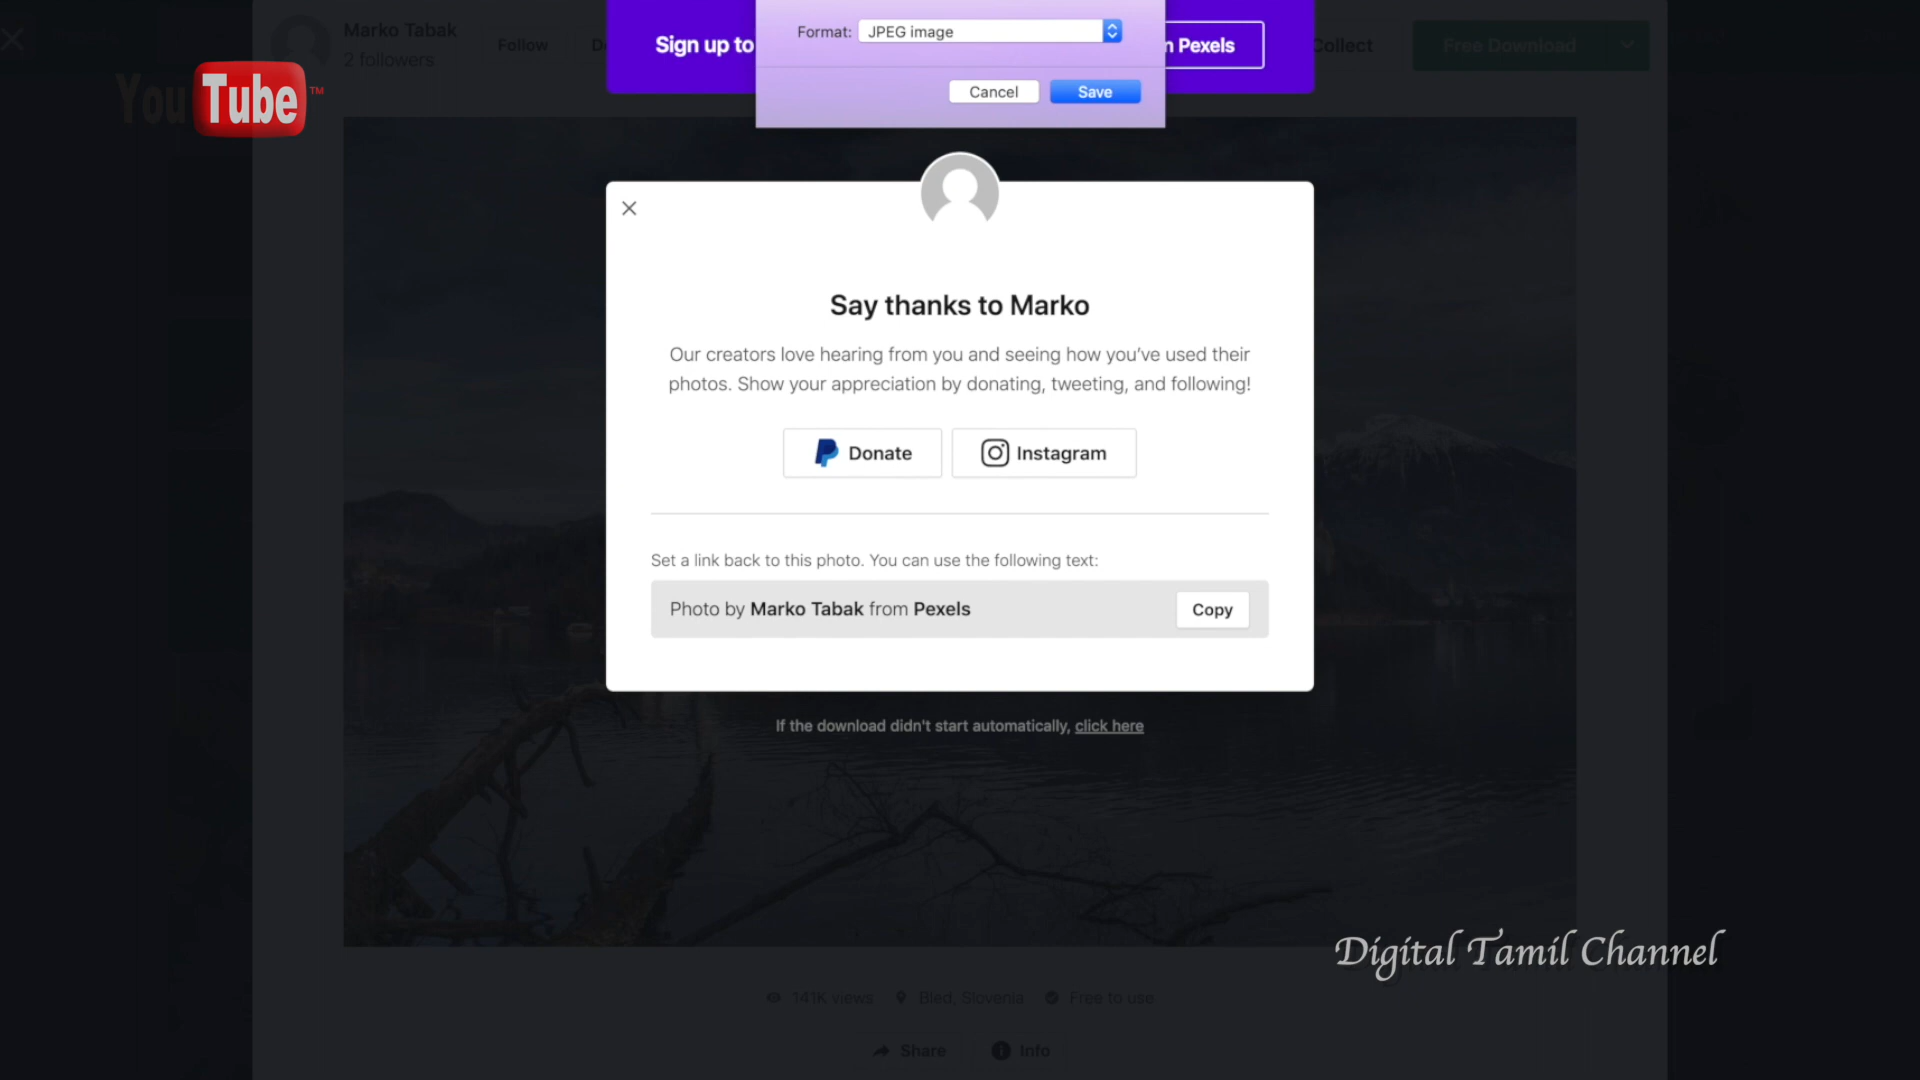 Marko Tabak
2 followers
Follow
Format: JPEG image
Sign up to
n Pexels
Collect
Free Download
Cancel
Save
YouTube™
Say thanks to Marko
Our creators love hearing from you and seeing how you've used their
photos. Show your appreciation by donating, tweeting, and following!
Donate
Instagram
Set a link back to this photo. You can use the following text:
Photo by Marko Tabak from Pexels
Copy
If the download didn't start automatically, click here
Digital Tamil Channel
141K views
Bled, Slovenia
Free to use
Share
Info